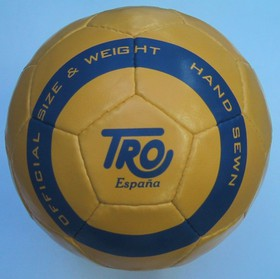 OFFICIAL SIZE & WEIGHT HAND SEWN
TRO
España